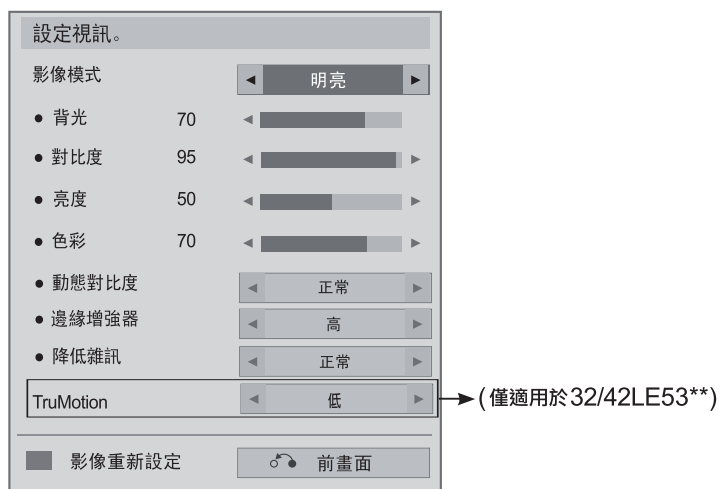 設定視訊。
影像模式 明亮
● 背光 70
● 對比度 95
● 亮度 50
● 色彩 70
● 動態對比度 正常
● 邊緣增強器 高
● 降低雜訊 正常
TruMotion 低 (僅適用於32/42LE53**)
影像重新設定 前畫面